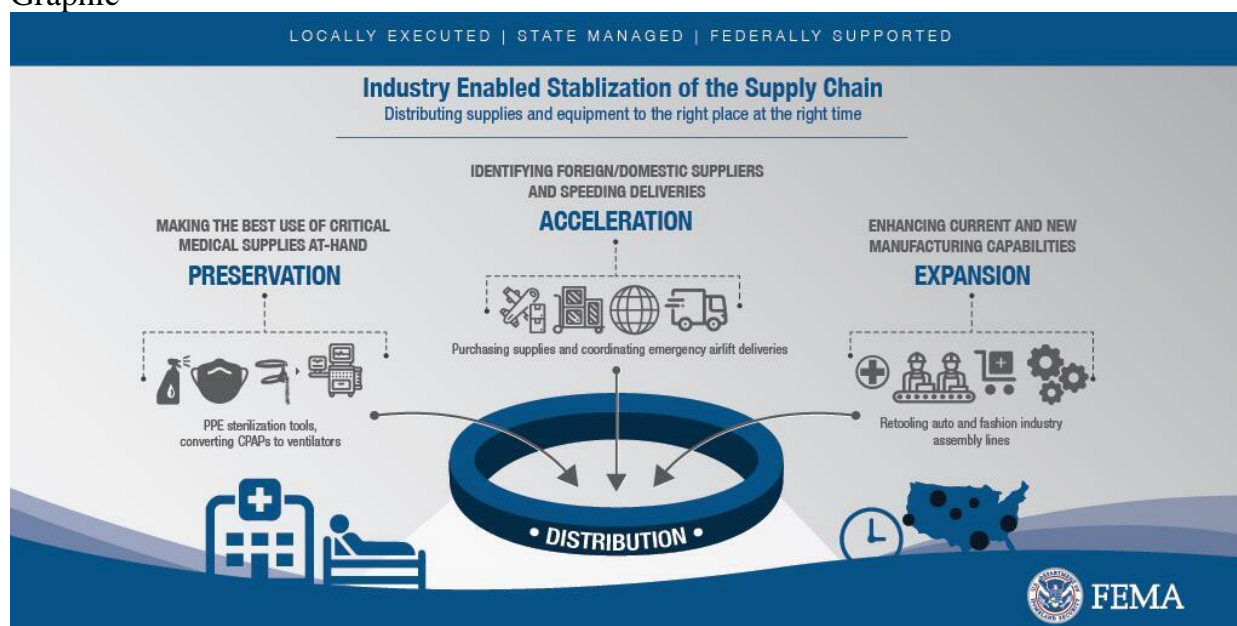 Graphic
LOCALLY EXECUTED | STATE MANAGED | FEDERALLY SUPPORTED
Industry Enabled Stablization of the Supply Chain
Distributing supplies and equipment to the right place at the right time
IDENTIFYING FOREIGN/DOMESTIC SUPPLIERS
AND SPEEDING DELIVERIES
ACCELERATION
Purchasing supplies and coordinating emergency airlift deliveries
MAKING THE BEST USE OF CRITICAL
MEDICAL SUPPLIES AT-HAND
PRESERVATION
PPE sterilization tools,
converting CPAPs to ventilators
ENHANCING CURRENT AND NEW
MANUFACTURING CAPABILITIES
EXPANSION
Retooling auto and fashion industry
assembly lines
• DISTRIBUTION •
FEMA